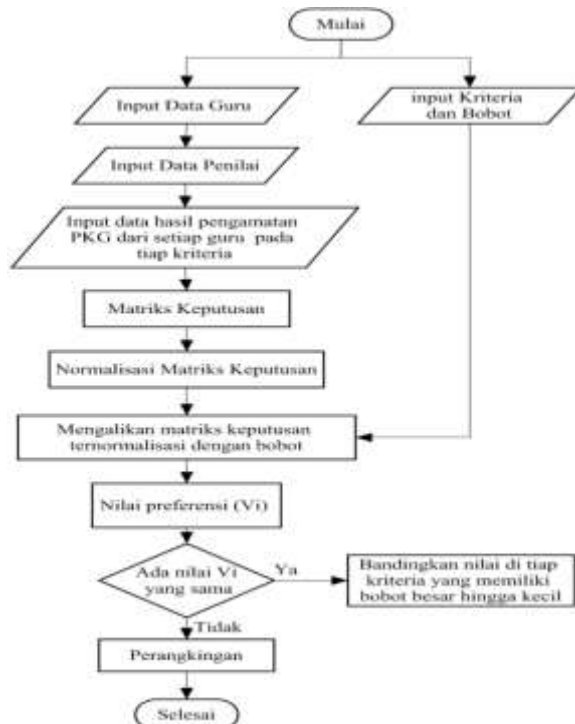 Mulai
Input Data Guru
input Kriteria
dan Bobot
Input Data Penilai
Input data hasil pengamatan
PKG dari setiap guru pada
tiap kriteria
Matriks Keputusan
Normalisasi Matriks Keputusan
Mengalikan matriks keputusan
ternormalisasi dengan bobot
Nilai preferensi (Vi)
Ada nilai Vi
yang sama
Ya
Bandingkan nilai di tiap
kriteria yang memiliki
bobot besar hingga kecil
Tidak
Perangkingan
Selesai